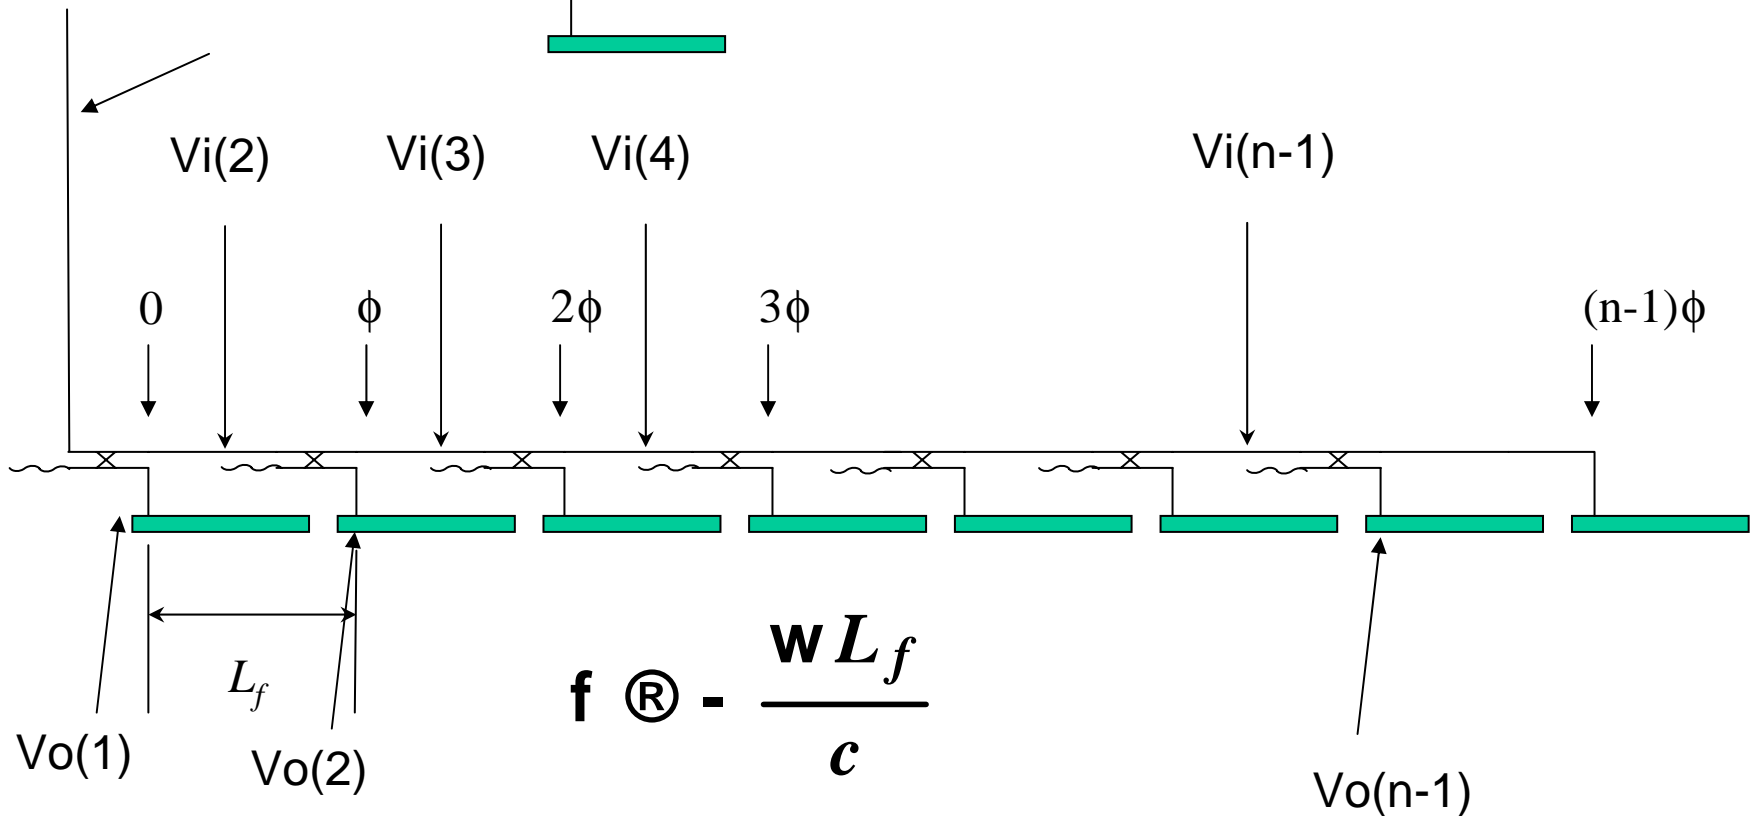 Vi(2) Vi(3) Vi(4) Vi(n-1)
0 ϕ 2ϕ 3ϕ (n-1)ϕ
L_f
f ® - wL_f / c
Vo(1) Vo(2) Vo(n-1)